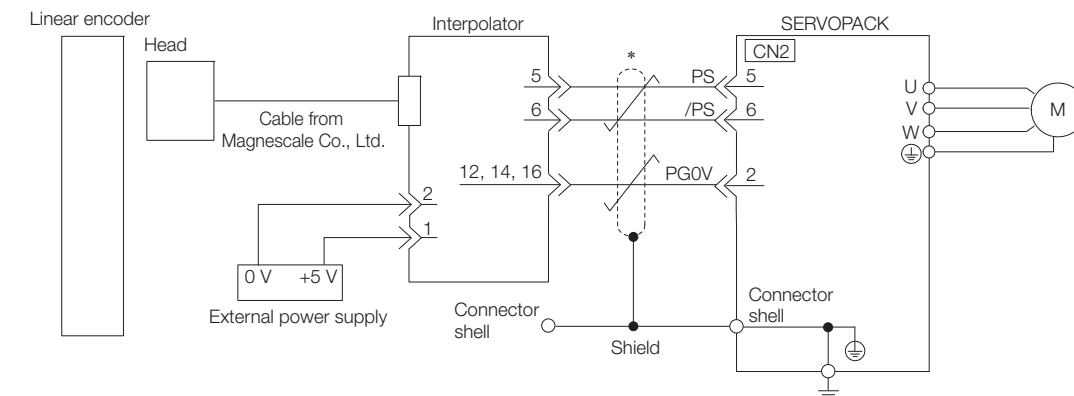 Linear encoder
Head
Interpolator
SERVOPACK
CN2
*
5 PS 5
6 /PS 6
12, 14, 16 PG0V 2
Cable from
Magnescale Co., Ltd.
U
V
W
M
2
1
0 V +5 V
External power supply
Connector
shell
Shield
Connector
shell